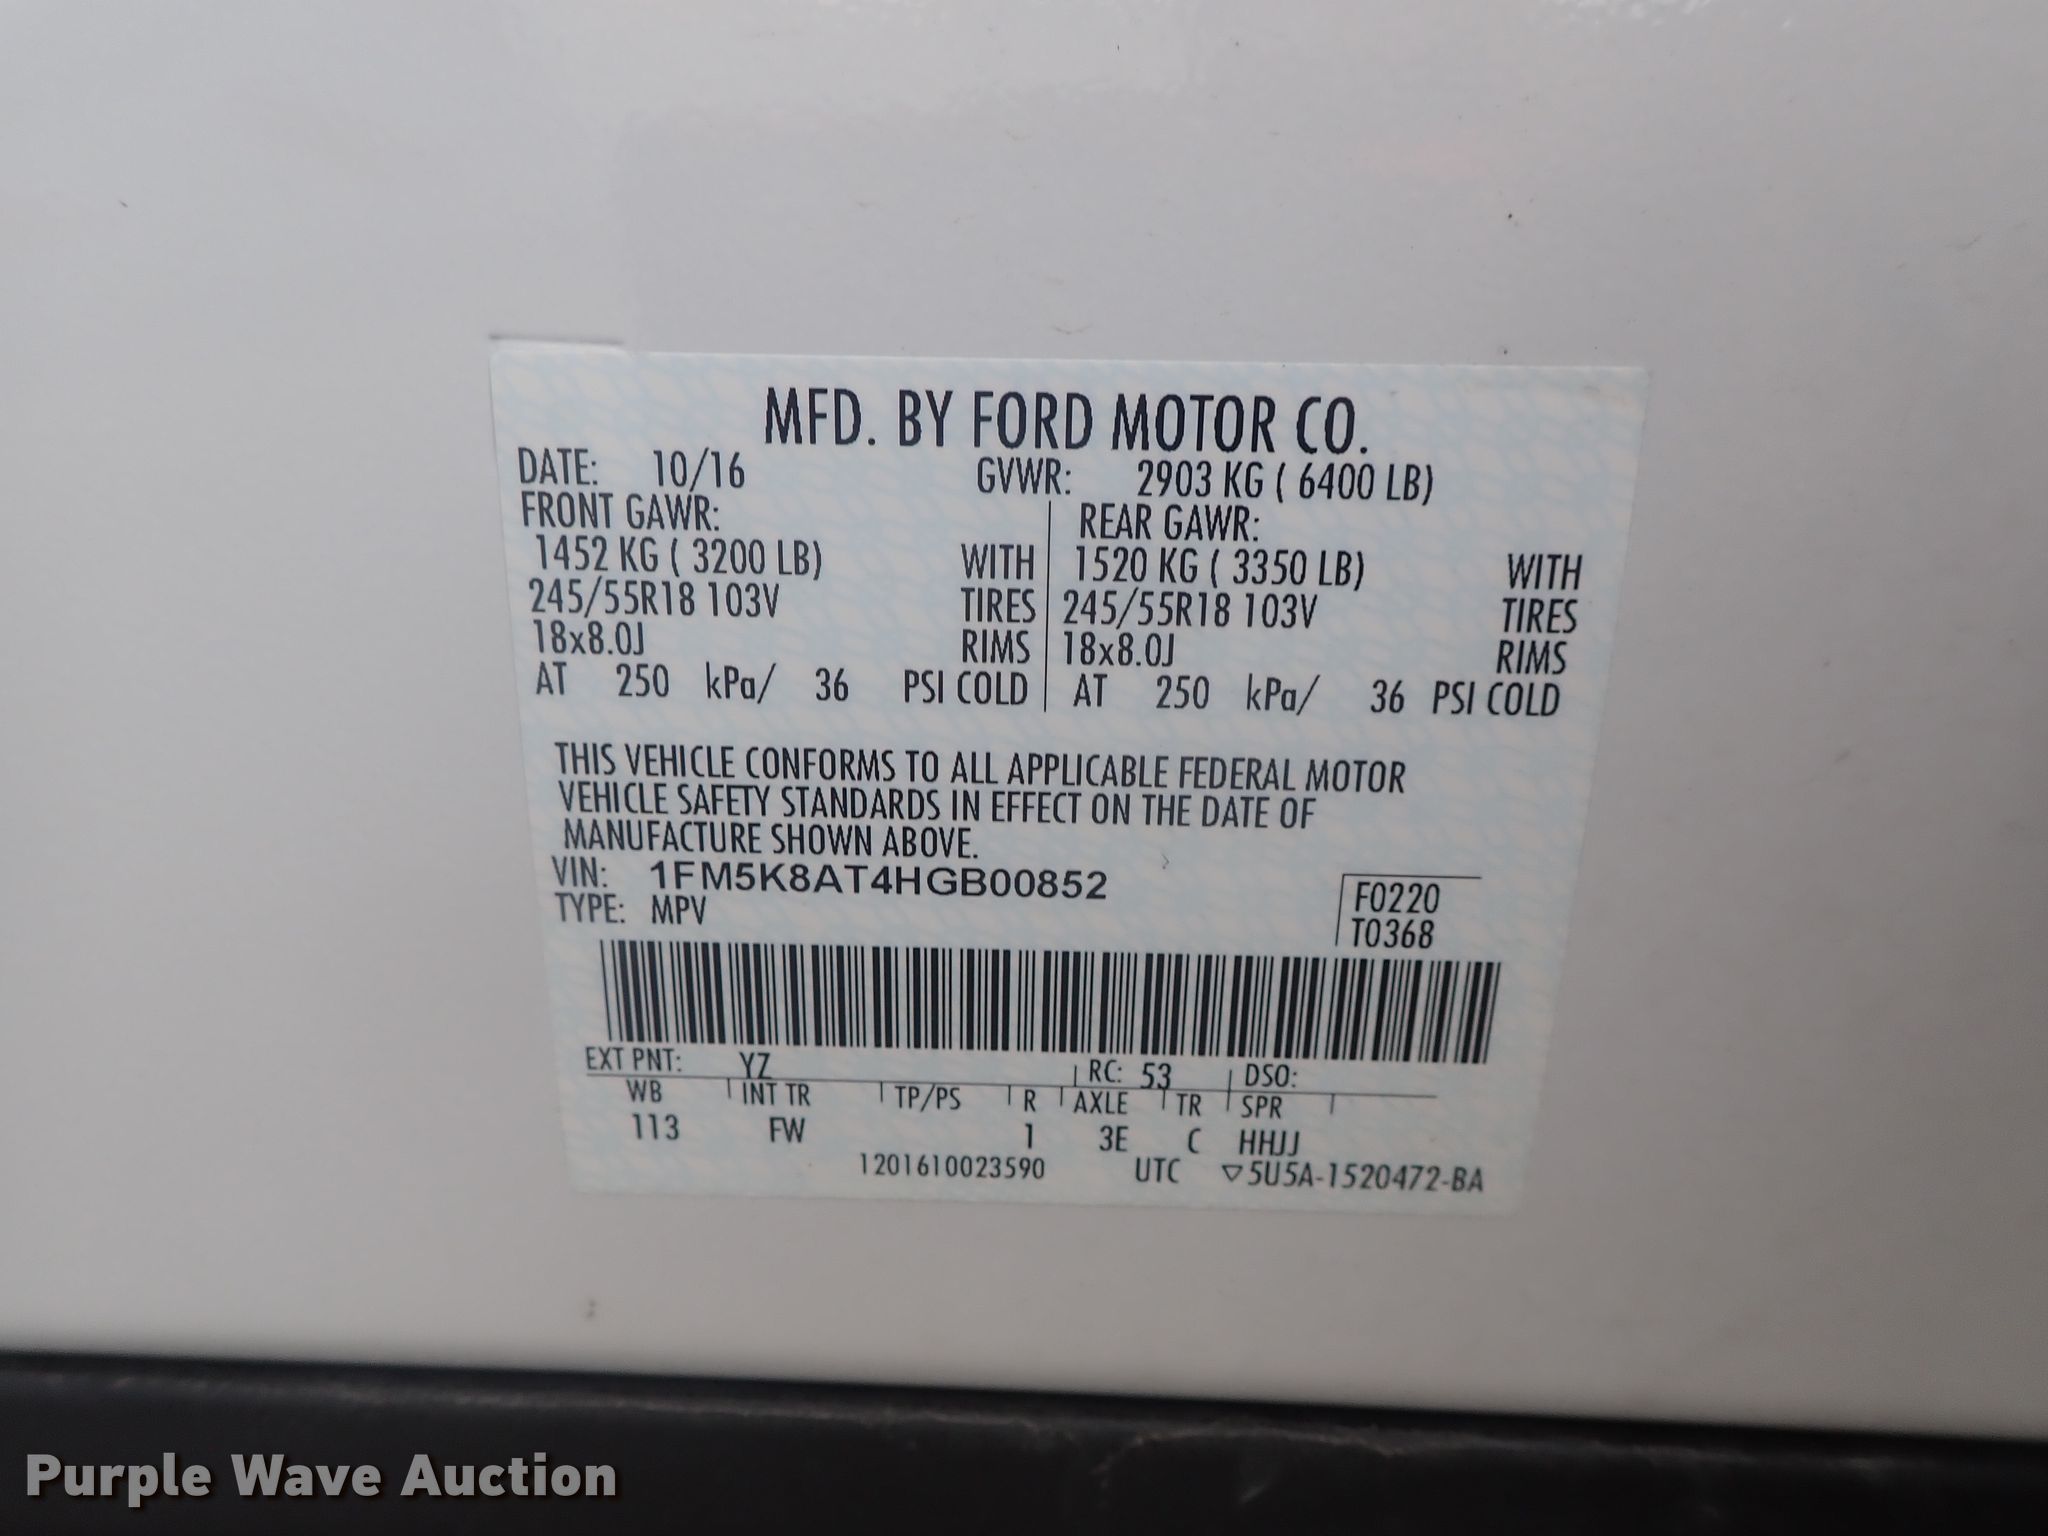 MFD. BY FORD MOTOR CO.
DATE: 10/16 GVWR: 2903 KG ( 6400 LB)
FRONT GAWR: REAR GAWR:
1452 KG ( 3200 LB) WITH 1520 KG ( 3350 LB) WITH
245/55R18 103V TIRES 245/55R18 103V TIRES
18x8.0J RIMS 18x8.0J RIMS
AT 250 kPa/ 36 PSI COLD AT 250 kPa/ 36 PSI COLD
THIS VEHICLE CONFORMS TO ALL APPLICABLE FEDERAL MOTOR
VEHICLE SAFETY STANDARDS IN EFFECT ON THE DATE OF
MANUFACTURE SHOWN ABOVE.
VIN: 1FM5K8AT4HGB00852
TYPE: MPV
F0220
T0368
EXT PNT: YZ RC: 53 DSO:
WB INT TR TP/PS R AXLE TR SPR
113 FW 1 3E C HHJJ
1201610023590 UTC ▽5U5A-1520472-BA
Purple Wave Auction